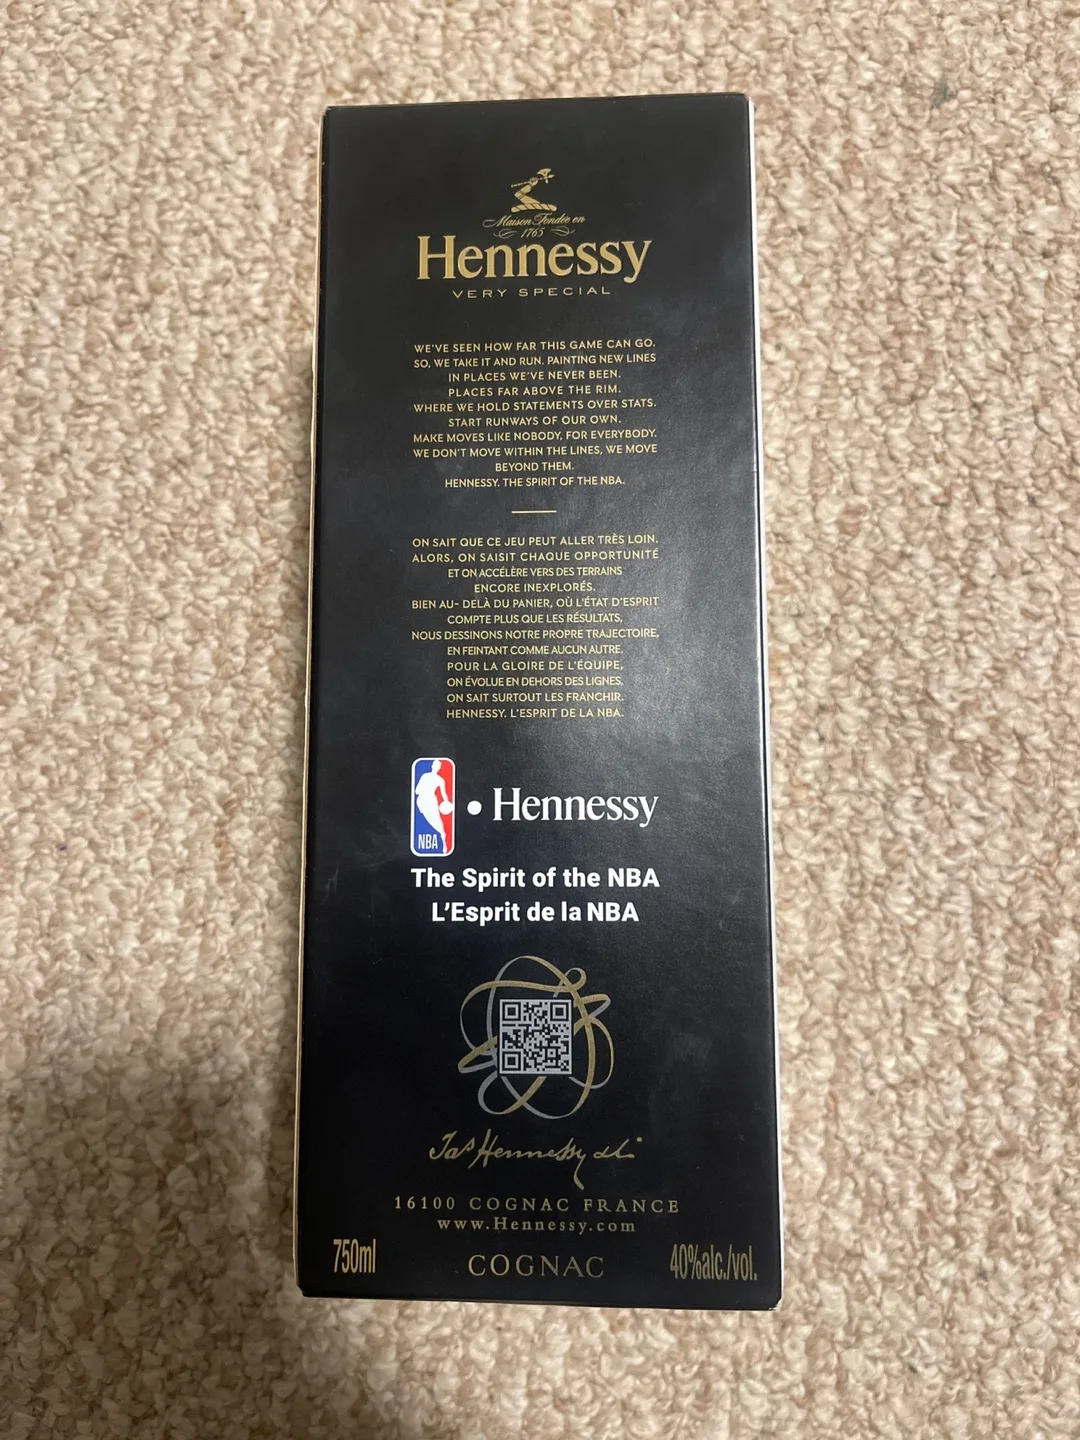 Maison Fondée en
1765
Hennessy
VERY SPECIAL
WE'VE SEEN HOW FAR THIS GAME CAN GO.
SO, WE TAKE IT AND RUN. PAINTING NEW LINES
IN PLACES WE'VE NEVER BEEN.
PLACES FAR ABOVE THE RIM.
WHERE WE HOLD STATEMENTS OVER STATS.
START RUNWAYS OF OUR OWN.
MAKE MOVES LIKE NOBODY, FOR EVERYBODY.
WE DON'T MOVE WITHIN THE LINES, WE MOVE
BEYOND THEM.
HENNESSY. THE SPIRIT OF THE NBA.
ON SAIT QUE CE JEU PEUT ALLER TRÈS LOIN.
ALORS, ON SAISIT CHAQUE OPPORTUNITÉ
ET ON ACCÉLÈRE VERS DES TERRAINS
ENCORE INEXPLORÉS.
BIEN AU- DELÀ DU PANIER, OÙ L'ÉTAT D'ESPRIT
COMPTE PLUS QUE LES RÉSULTATS,
NOUS DESSINONS NOTRE PROPRE TRAJECTOIRE,
EN FEINTANT COMME AUCUN AUTRE.
POUR LA GLOIRE DE L'ÉQUIPE,
ON ÉVOLUE EN DEHORS DES LIGNES,
ON SAIT SURTOUT LES FRANCHIR.
HENNESSY. L'ESPRIT DE LA NBA.
NBA • Hennessy
The Spirit of the NBA
L'Esprit de la NBA
Jas Hennessy
16100 COGNAC FRANCE
www.Hennessy.com
750ml COGNAC 40%alc./vol.